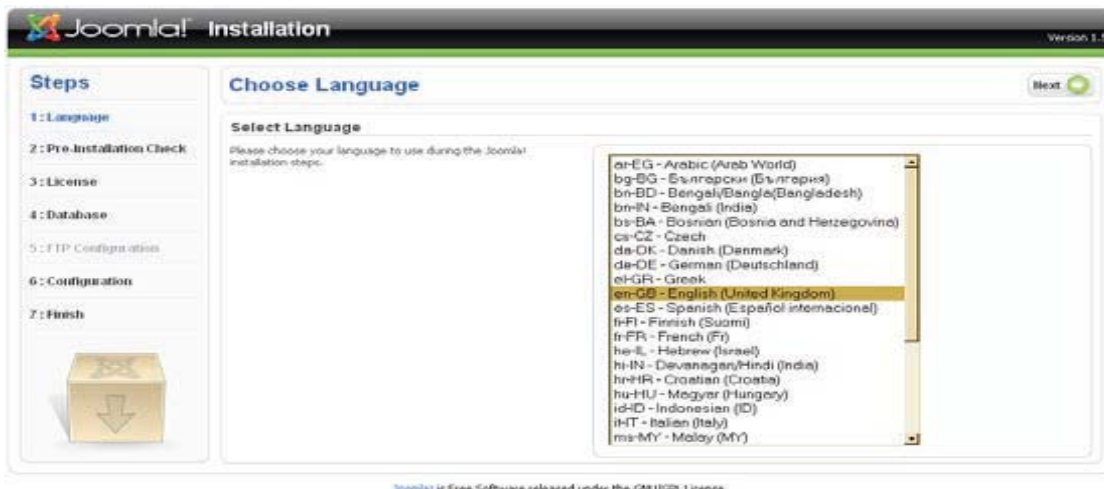 Joomla! Installation
Version 1.5
Steps
1 : Language
2 : Pre-Installation Check
3 : License
4 : Database
5 : FTP Configuration
6 : Configuration
7 : Finish
Choose Language
Next
Select Language
Please choose your language to use during the Joomla!
installation steps.
ar-EG - Arabic (Arab World)
bg-BG - Български (България)
bn-BD - Bengali/Bangla(Bangladesh)
bn-IN - Bengali (India)
bs-BA - Bosnian (Bosnia and Herzegovina)
cs-CZ - Czech
da-DK - Danish (Denmark)
de-DE - German (Deutschland)
el-GR - Greek
en-GB - English (United Kingdom)
es-ES - Spanish (Español internacional)
fi-FI - Finnish (Suomi)
fr-FR - French (Fr)
he-IL - Hebrew (Israel)
hi-IN - Devanagari/Hindi (India)
hr-HR - Croatian (Croatia)
hu-HU - Magyar (Hungary)
id-ID - Indonesian (ID)
it-IT - Italian (Italy)
ms-MY - Malay (MY)
Joomla! is Free Software released under the GNU/GPL License.